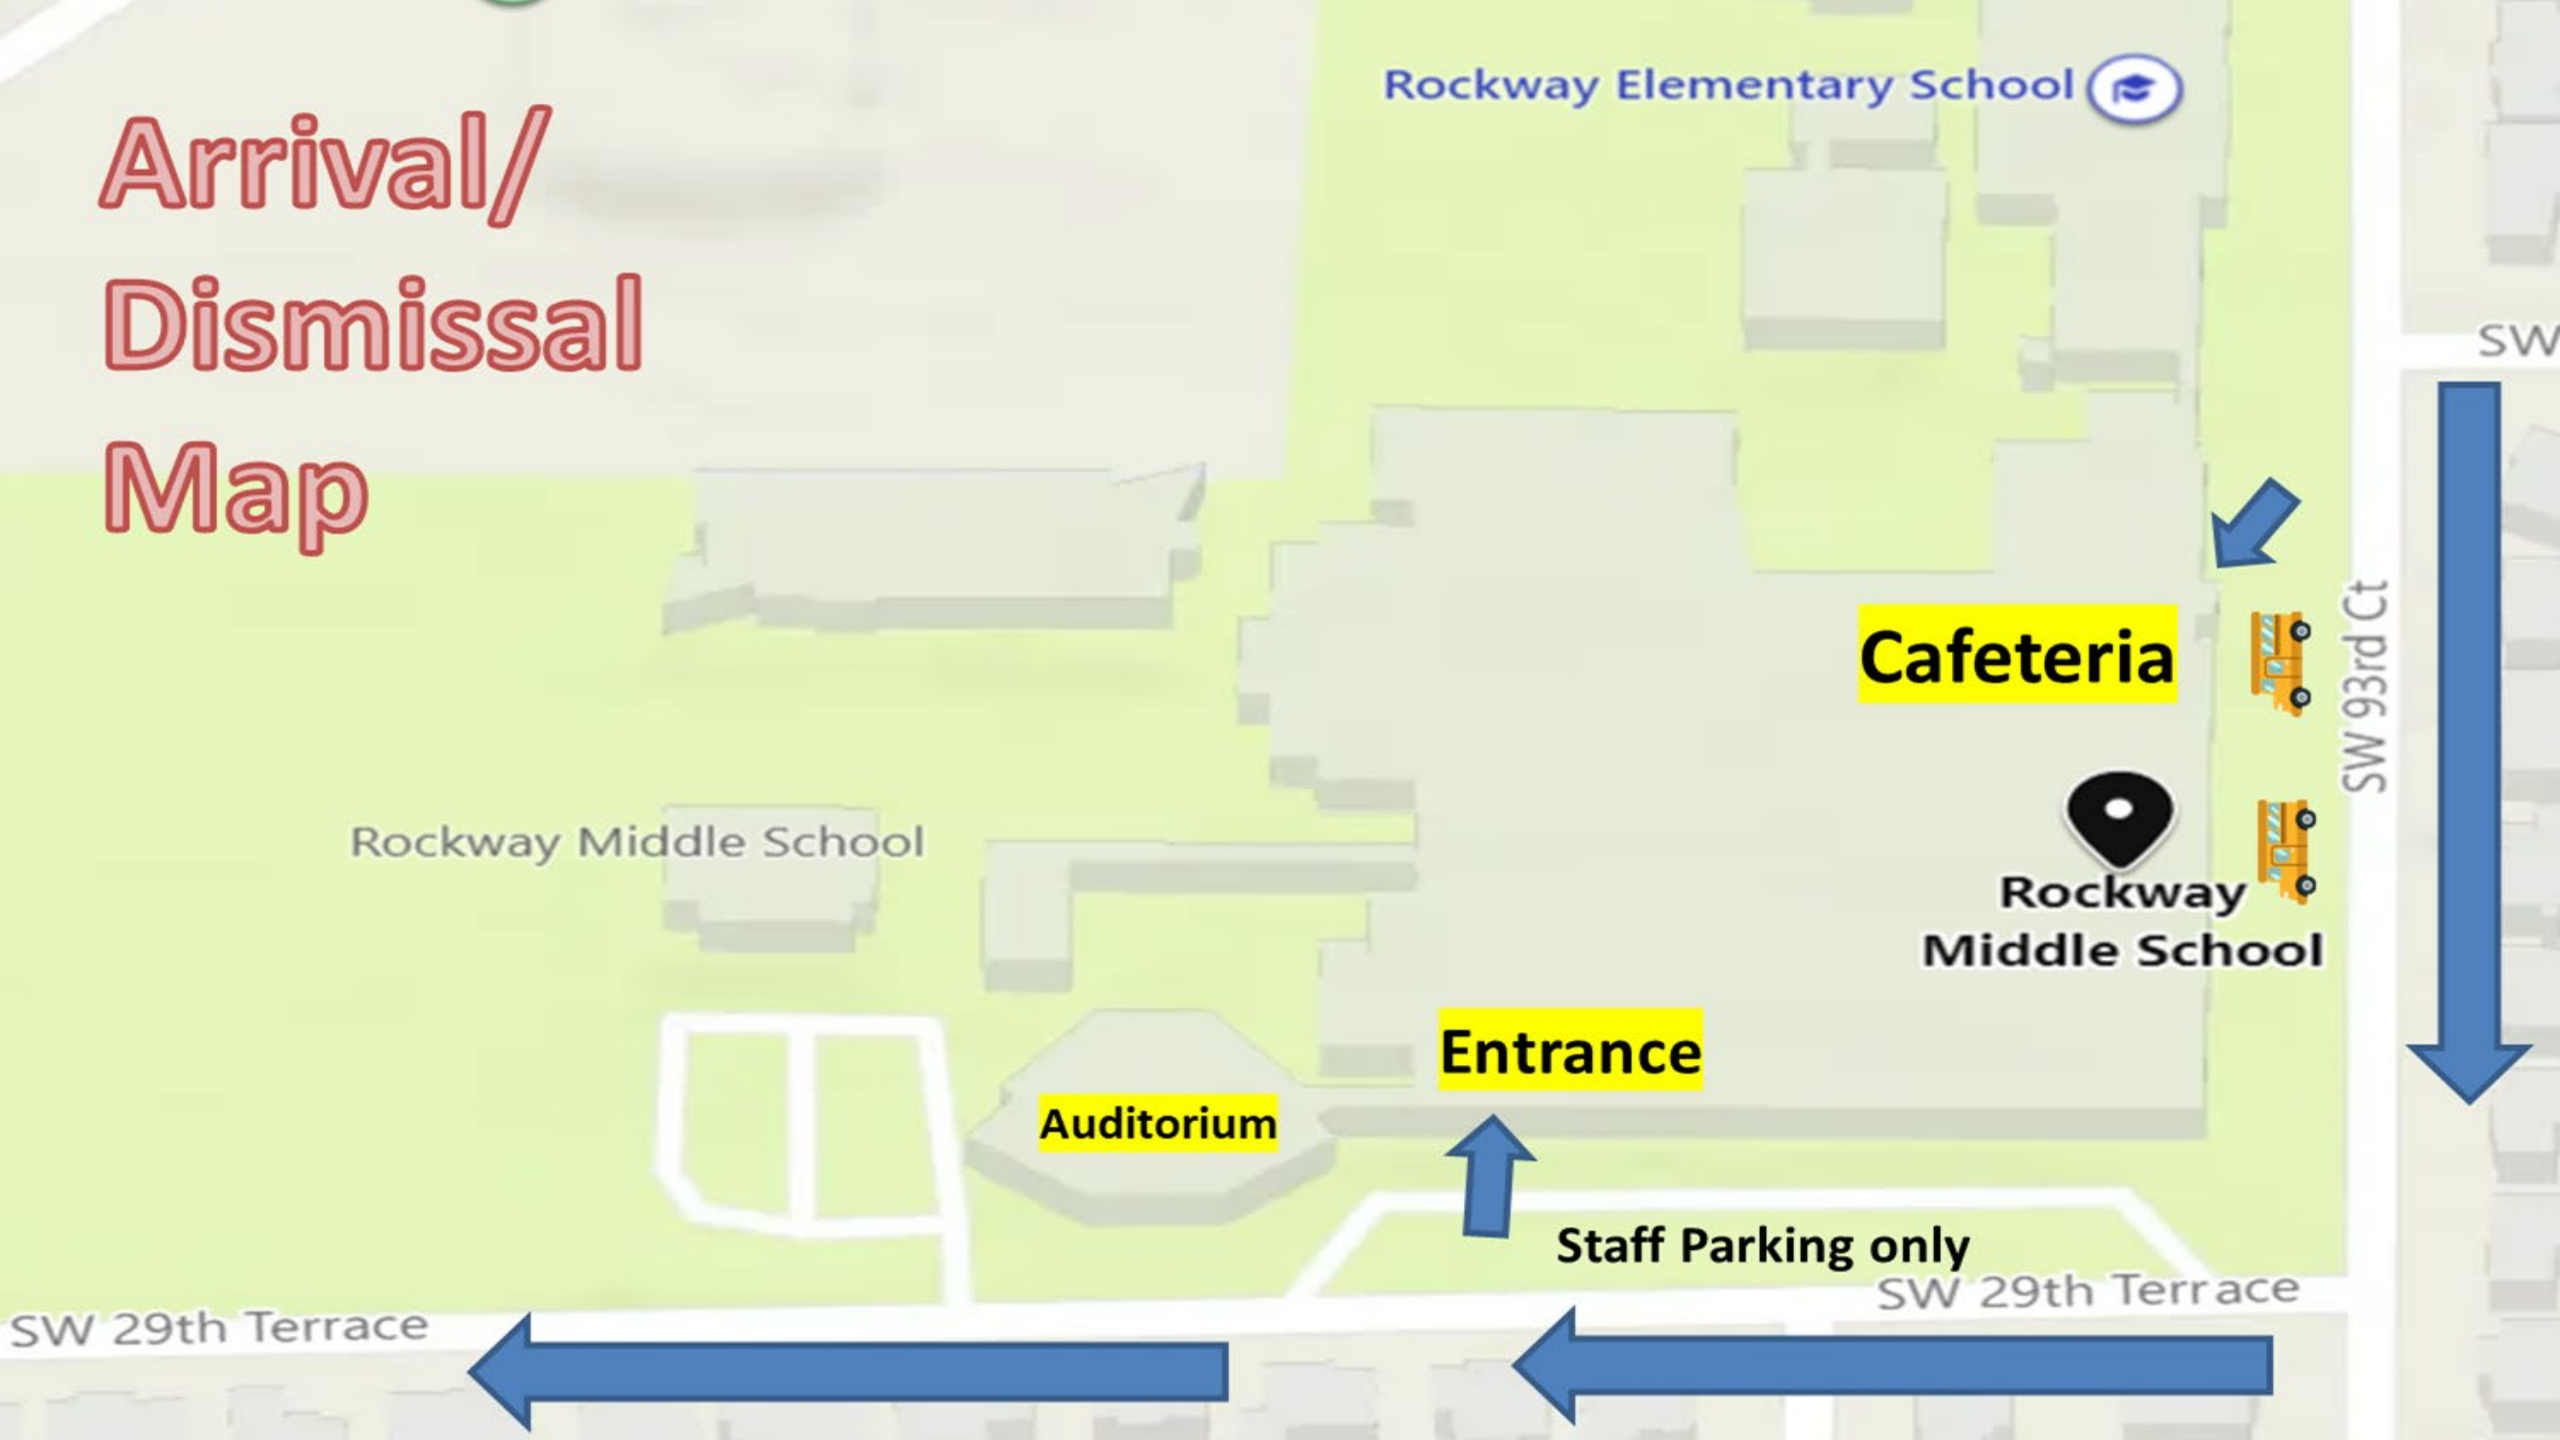 Arrival/
Dismissal
Map
Rockway Elementary School
SW
Cafeteria
SW 93rd Ct
Rockway Middle School
Rockway
Middle School
Entrance
Auditorium
Staff Parking only
SW 29th Terrace
SW 29th Terrace